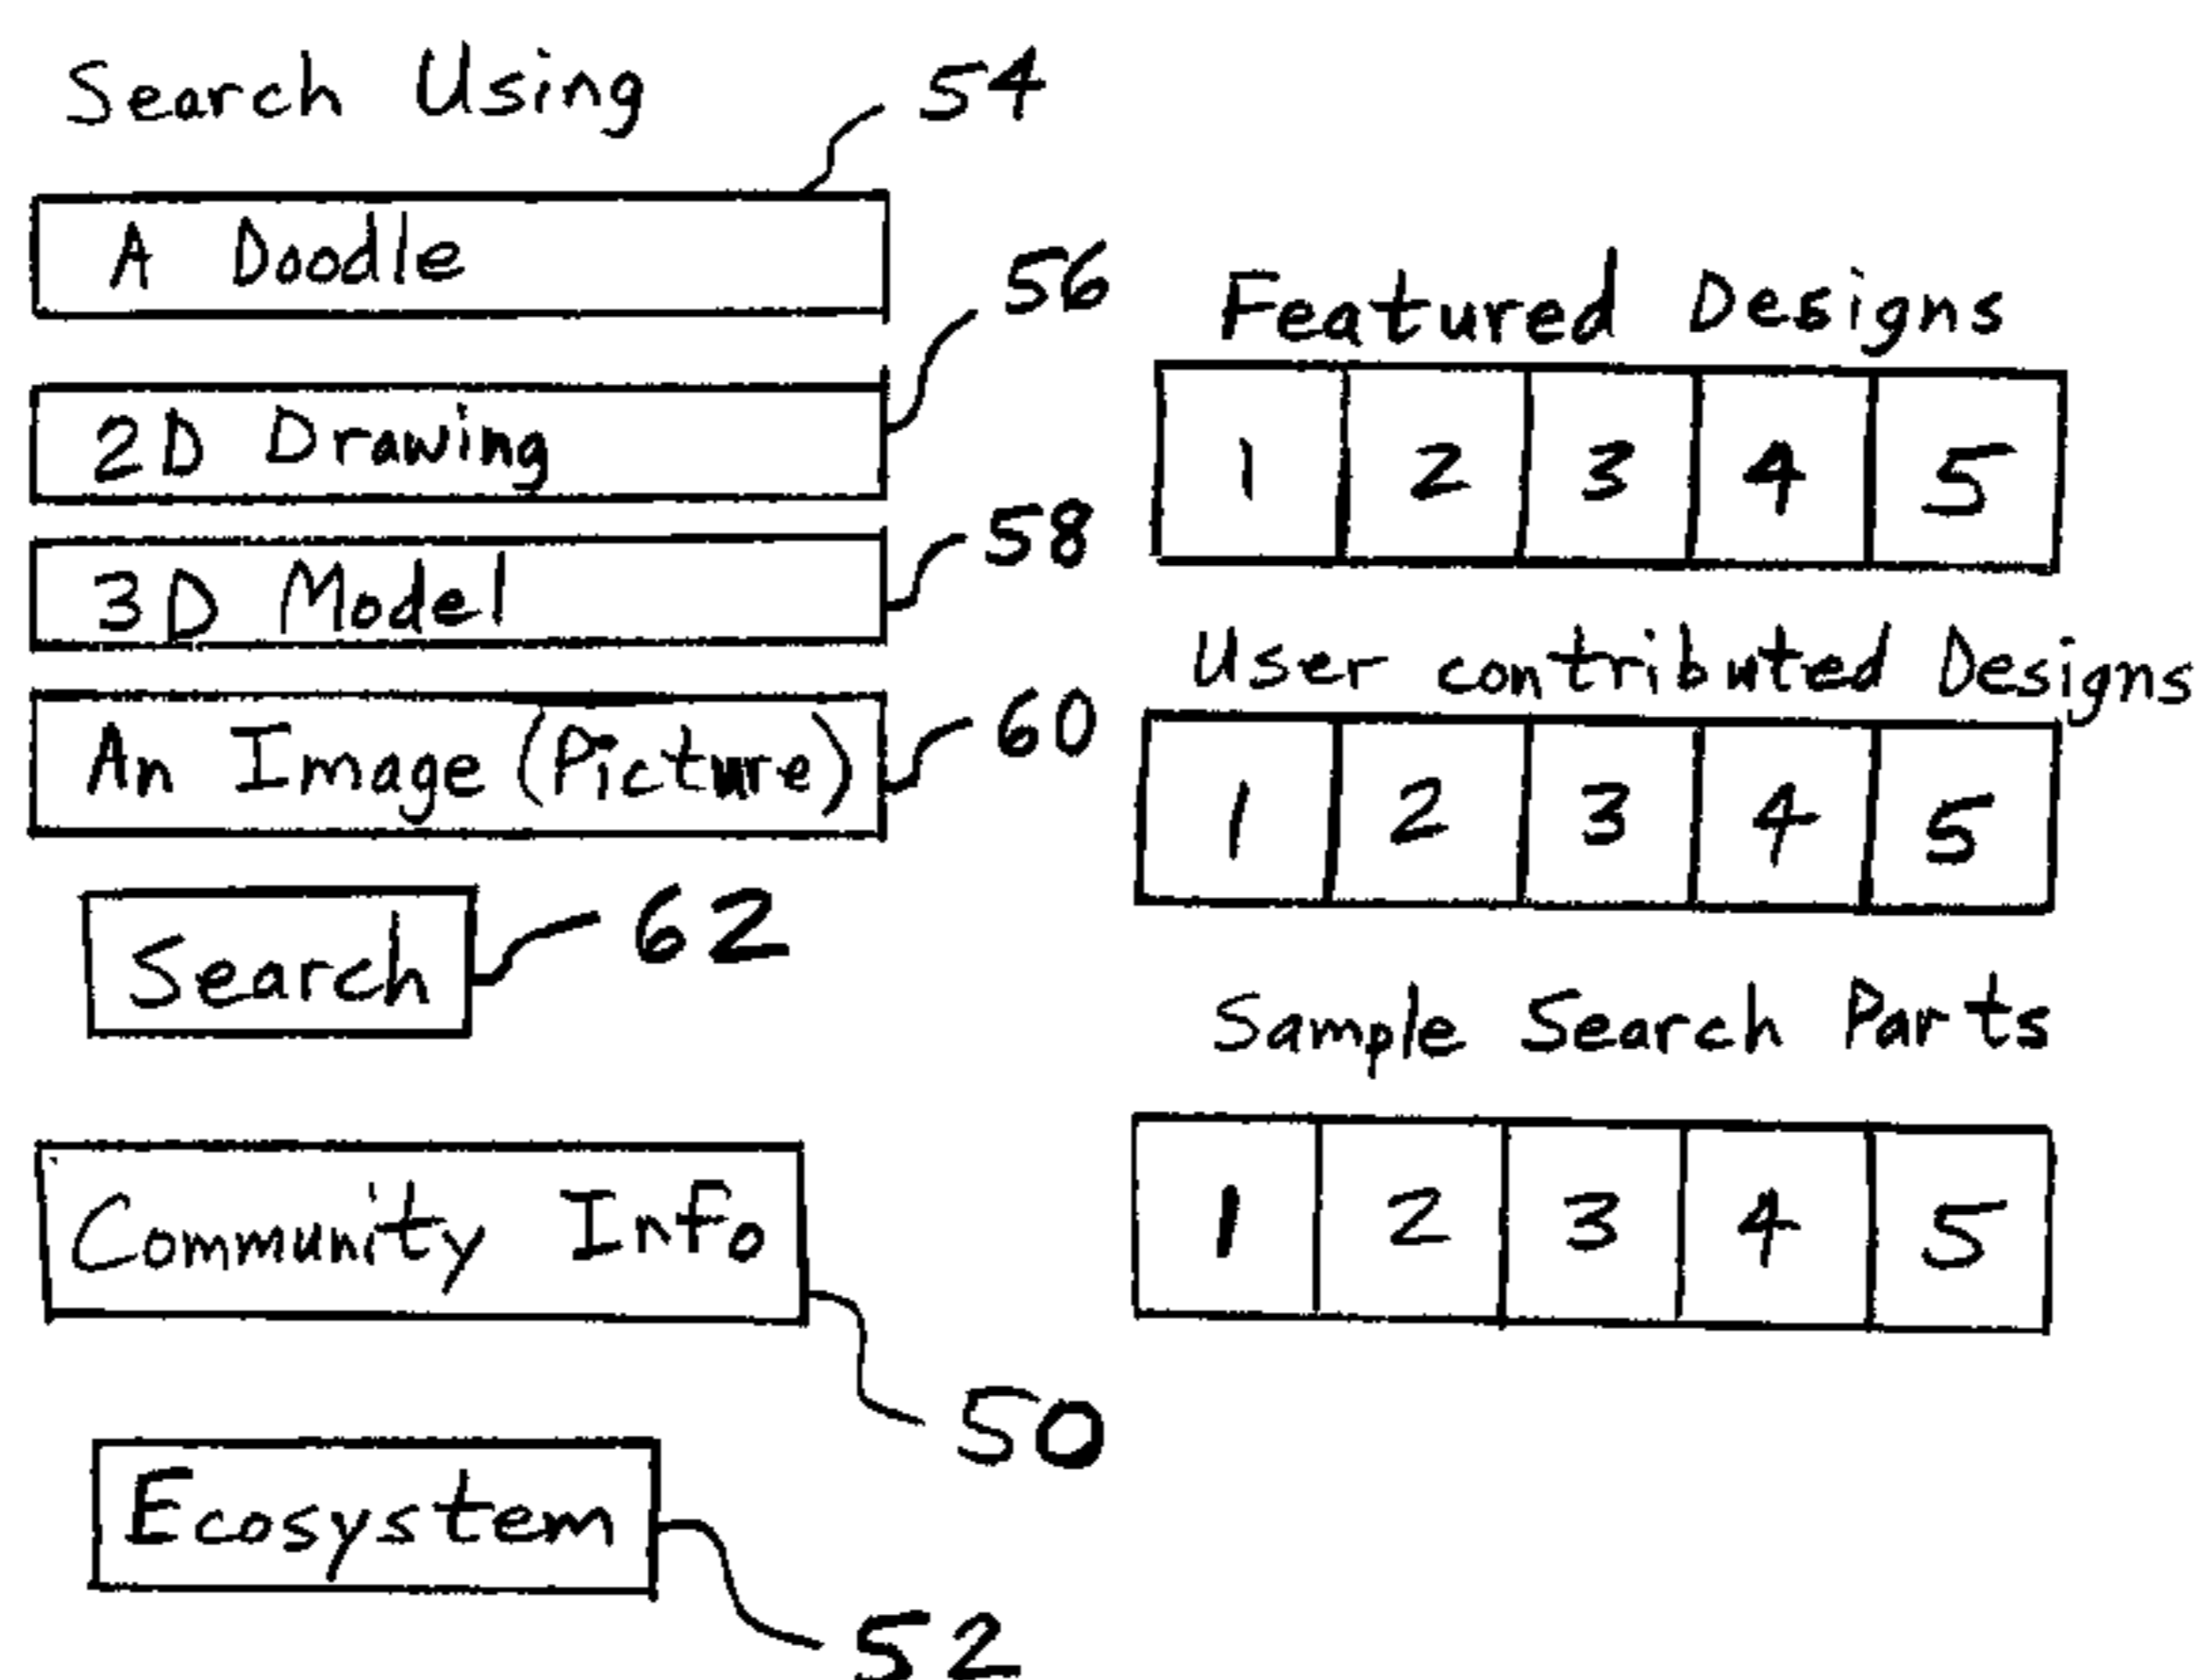 Search Using
54
A Doodle
56
2D Drawing
58
3D Model
60
An Image (Picture)
62
Search
Community Info
50
Ecosystem
52
Featured Designs
1 2 3 4 5
User contributed Designs
1 2 3 4 5
Sample Search Parts
1 2 3 4 5